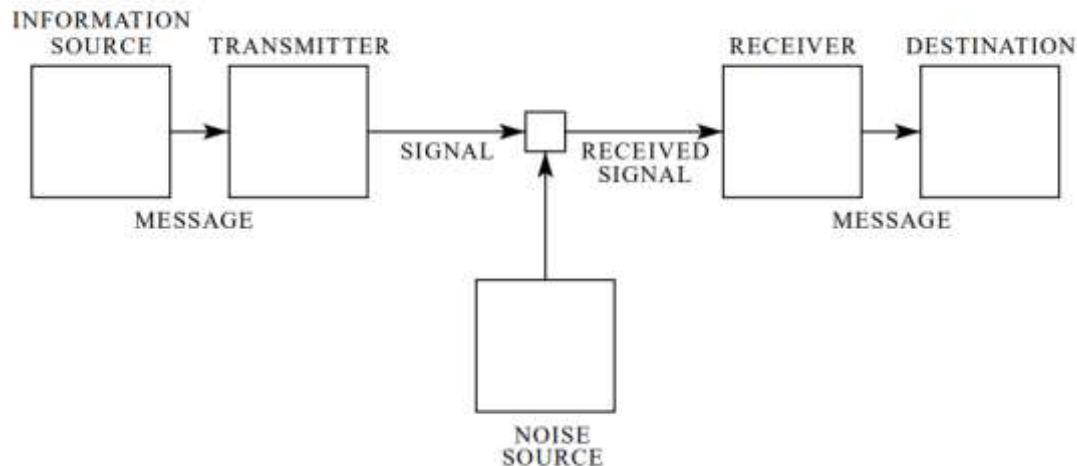 INFORMATION
SOURCE
TRANSMITTER
RECEIVER
DESTINATION
SIGNAL
RECEIVED
SIGNAL
MESSAGE
MESSAGE
NOISE
SOURCE